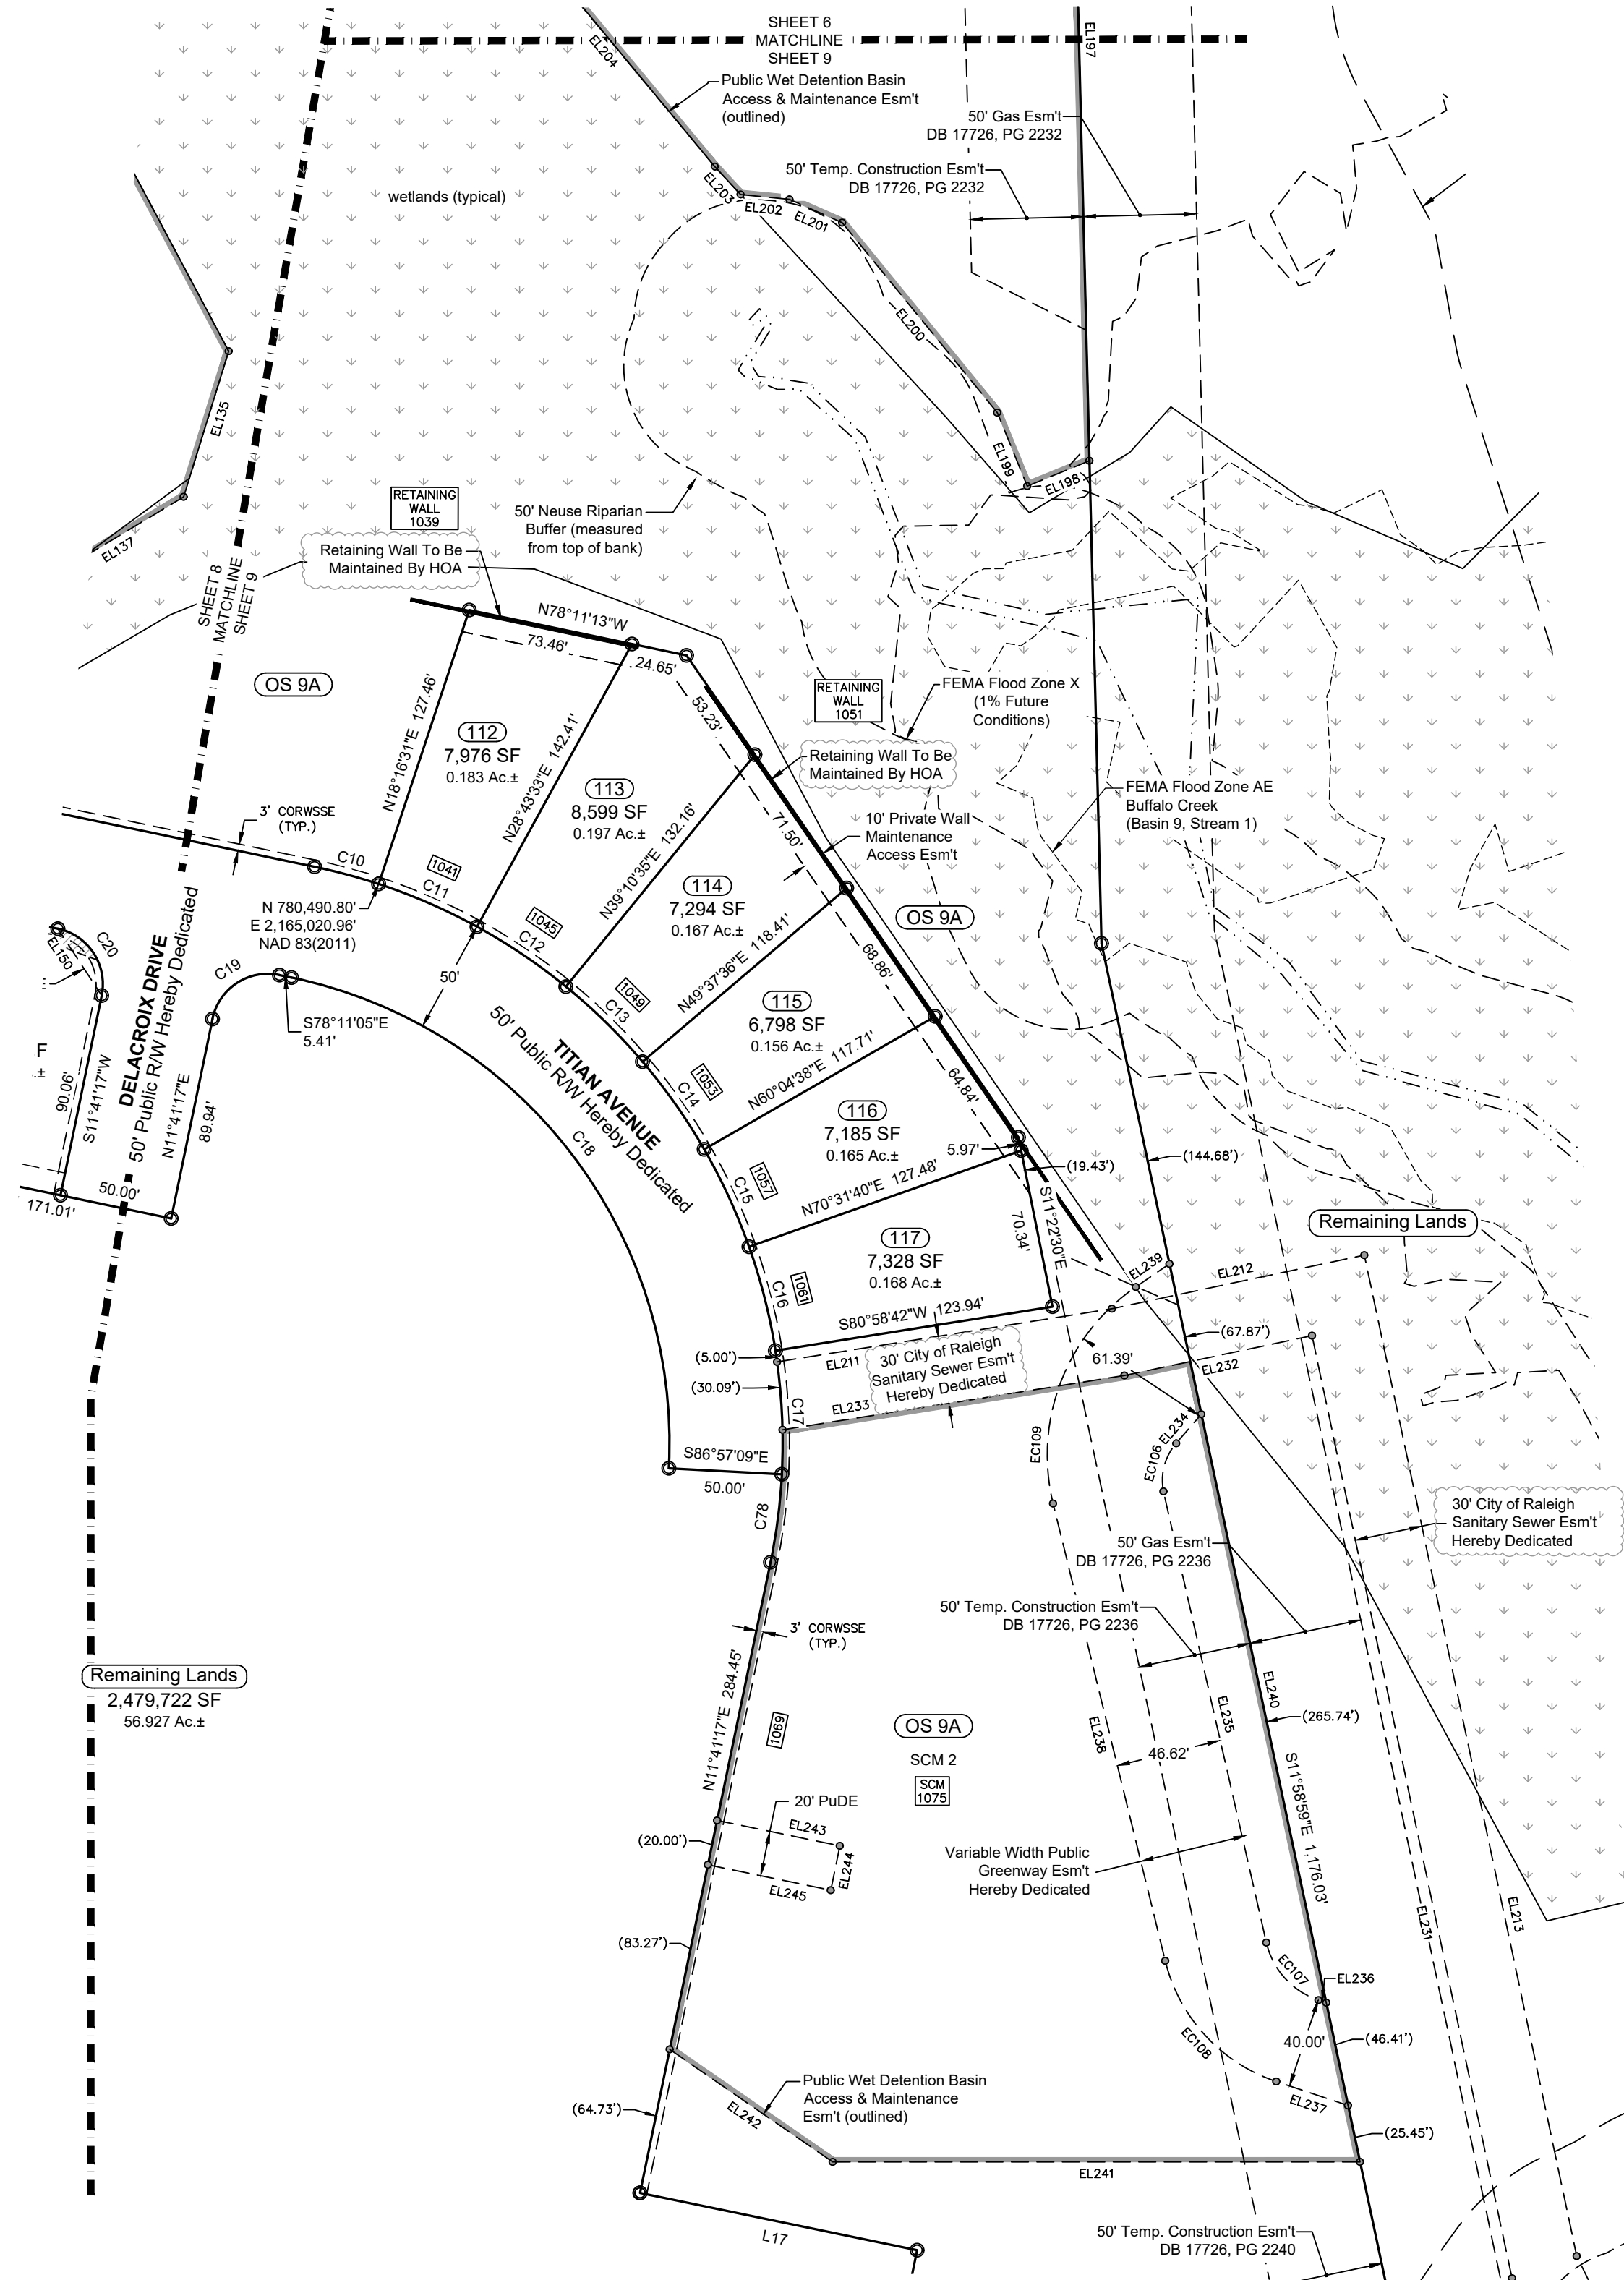 SHEET 6
MATCHLINE
SHEET 9
EL204
EL197
Public Wet Detention Basin
Access & Maintenance Esm't
(outlined)
50' Gas Esm't
DB 17726, PG 2232
50' Temp. Construction Esm't
DB 17726, PG 2232
wetlands (typical)
EL203
EL202
EL201
EL200
EL199
EL198
EL135
EL137
RETAINING
WALL
1039
50' Neuse Riparian
Buffer (measured
from top of bank)
Retaining Wall To Be
Maintained By HOA
SHEET 8
MATCHLINE
SHEET 9
N78°11'13"W
73.46'
24.65'
53.23'
OS 9A
RETAINING
WALL
1051
FEMA Flood Zone X
(1% Future
Conditions)
N18°16'31"E 127.46'
112
7,976 SF
0.183 Ac.±
N28°43'33"E 142.41'
113
8,599 SF
0.197 Ac.±
Retaining Wall To Be
Maintained By HOA
FEMA Flood Zone AE
Buffalo Creek
(Basin 9, Stream 1)
3' CORWSSE
(TYP.)
71.50'
10' Private Wall
Maintenance
Access Esm't
N39°10'35"E 132.16'
C10
1041
C11
114
7,294 SF
0.167 Ac.±
N 780,490.80'
E 2,165,020.96'
NAD 83(2011)
1045
C12
OS 9A
N49°37'36"E 118.41'
68.86'
C20
EL150
C19
50'
1049
C13
115
6,798 SF
0.156 Ac.±
S78°11'05"E
5.41'
F
±
DELACROIX DRIVE
50' Public R/W Hereby Dedicated
TITIAN AVENUE
50' Public R/W Hereby Dedicated
N60°04'38"E 117.71'
64.84'
1053
C14
90.06'
S11°41'17"W
N11°41'17"E
89.94'
C18
116
7,185 SF
0.165 Ac.±
5.97'
(19.43')
(144.68')
1057
C15
N70°31'40"E 127.48'
50.00'
171.01'
S11°22'30"E
70.34'
Remaining Lands
117
7,328 SF
0.168 Ac.±
EL239
EL212
1061
C16
S80°58'42"W 123.94'
(67.87')
(5.00')
EL211
30' City of Raleigh
Sanitary Sewer Esm't
Hereby Dedicated
61.39'
EL232
(30.09')
C17
EL233
EL234
EC109
EC106
S86°57'09"E
50.00'
C78
30' City of Raleigh
Sanitary Sewer Esm't
Hereby Dedicated
50' Gas Esm't
DB 17726, PG 2236
50' Temp. Construction Esm't
DB 17726, PG 2236
3' CORWSSE
(TYP.)
Remaining Lands
2,479,722 SF
56.927 Ac.±
N11°41'17"E 284.45'
1069
OS 9A
SCM 2
SCM
1075
EL240
EL235
EL238
(265.74')
46.62'
S11°58'59"E 1,176.03'
20' PuDE
EL243
(20.00')
EL244
EL245
Variable Width Public
Greenway Esm't
Hereby Dedicated
EL231
EL213
(83.27')
EC107
EL236
EC108
40.00'
(46.41')
Public Wet Detention Basin
Access & Maintenance
Esm't (outlined)
(64.73')
EL242
EL237
(25.45')
EL241
L17
50' Temp. Construction Esm't
DB 17726, PG 2240